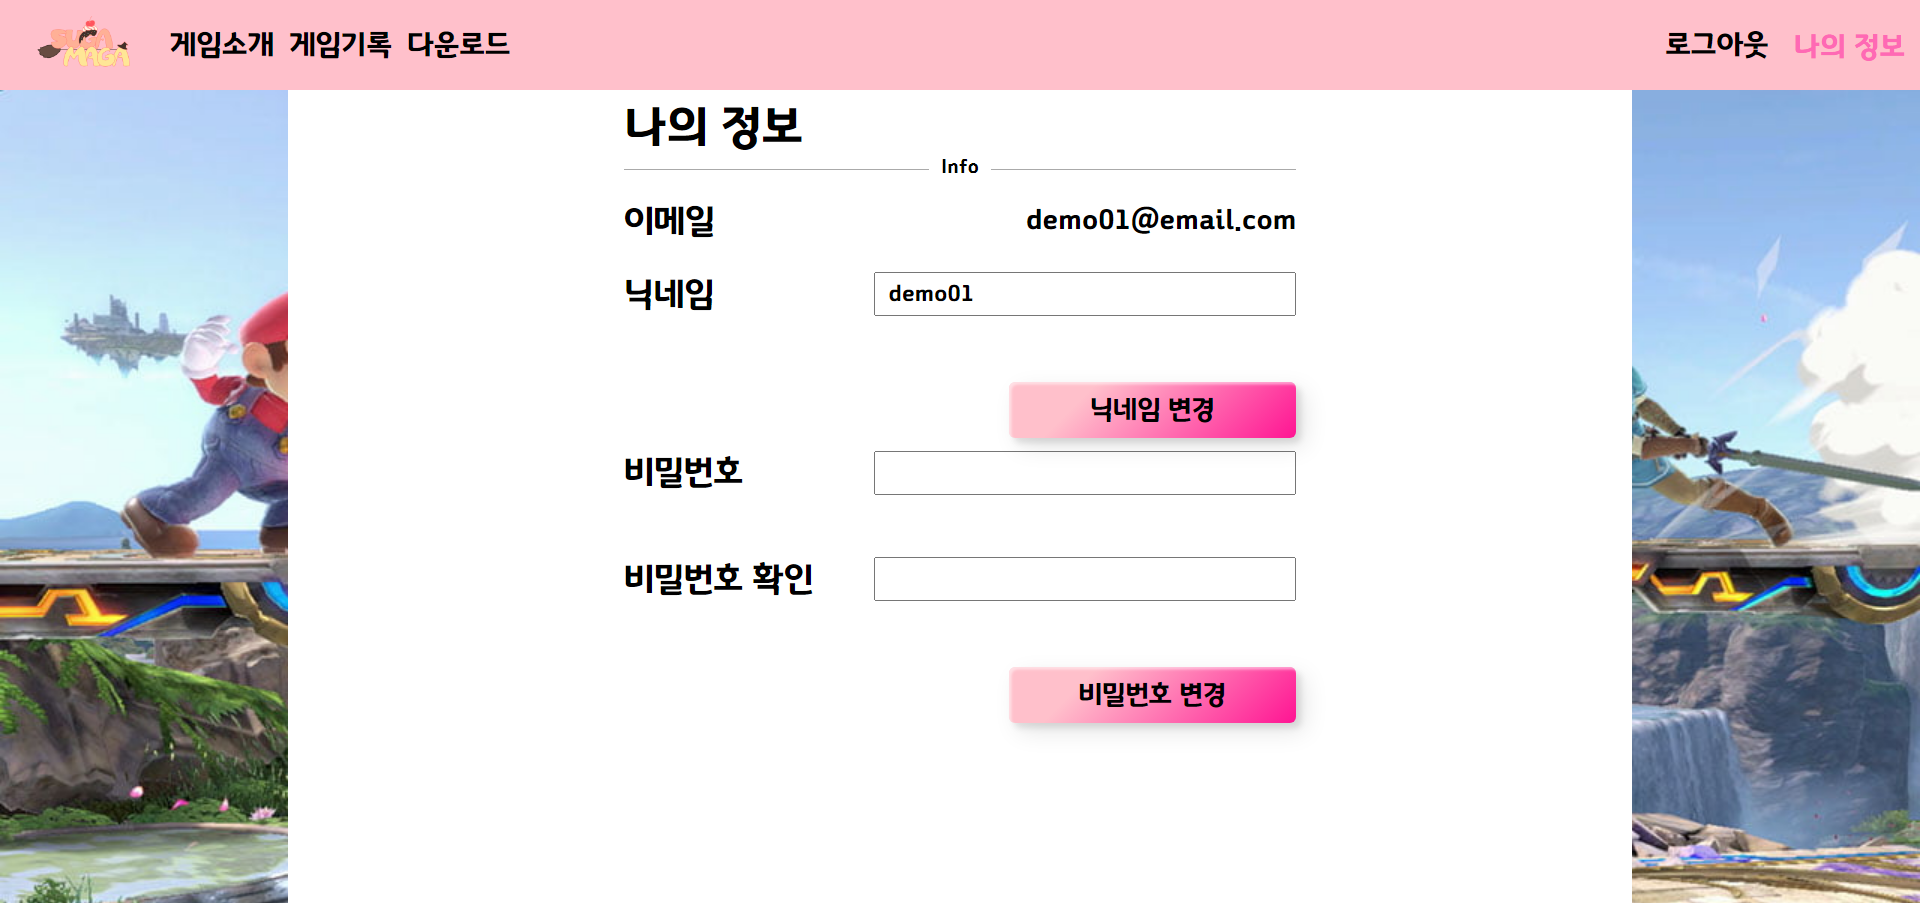 SUGA
MAGA
게임소개 게임기록 다운로드
로그아웃 나의 정보
나의 정보
Info
이메일 demo01@email.com
닉네임 demo01
닉네임 변경
비밀번호
비밀번호 확인
비밀번호 변경